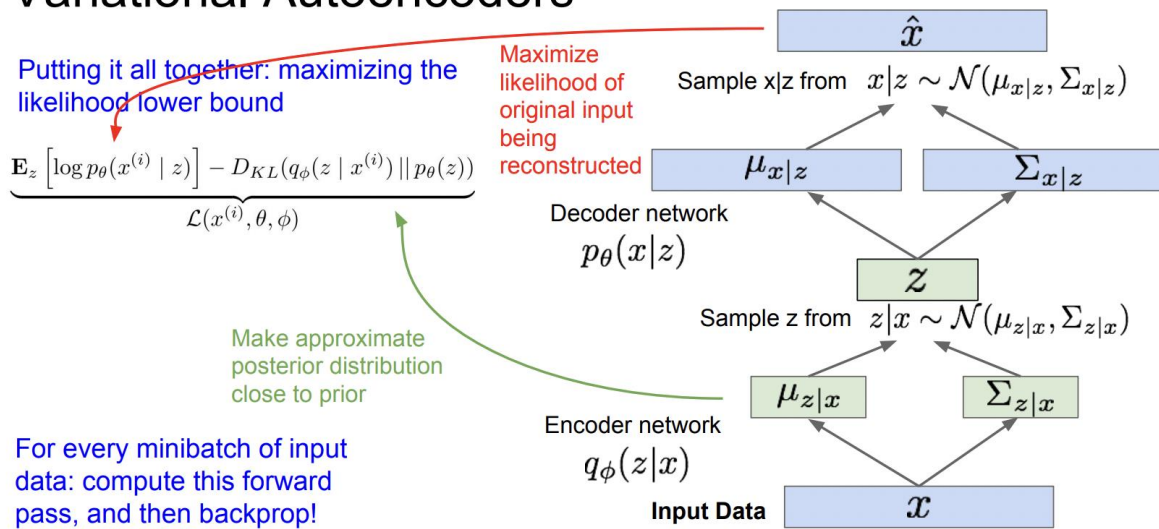 Variational Autoencoders
Putting it all together: maximizing the
likelihood lower bound
𝐄_z [log p_θ(x^(i) | z)] − D_KL(q_ϕ(z | x^(i)) || p_θ(z))
ℒ(x^(i), θ, ϕ)
Make approximate
posterior distribution
close to prior
For every minibatch of input
data: compute this forward
pass, and then backprop!
Maximize
likelihood of
original input
being
reconstructed
x̂
Sample x|z from x|z ∼ 𝒩(μ_x|z, Σ_x|z)
μ_x|z Σ_x|z
Decoder network
p_θ(x|z)
z
Sample z from z|x ∼ 𝒩(μ_z|x, Σ_z|x)
μ_z|x Σ_z|x
Encoder network
q_ϕ(z|x)
Input Data x